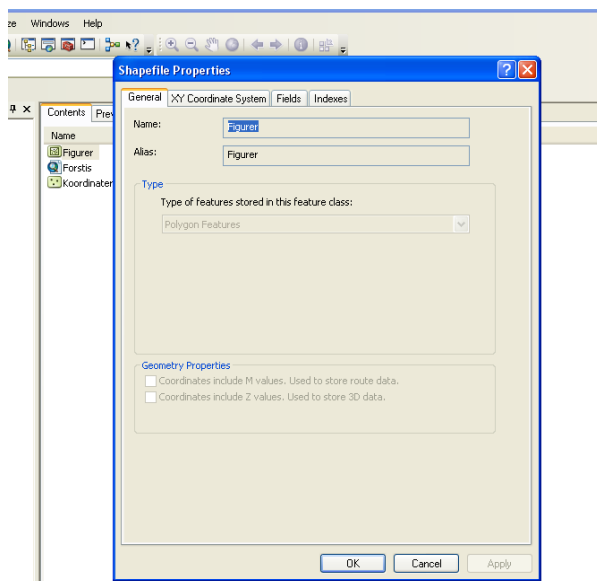 ze Windows Help
Shapefile Properties
General XY Coordinate System Fields Indexes
Contents Prev
Name
Figurer
Forstis
Koordinater
Name: Figurer
Alias: Figurer
Type
Type of features stored in this feature class:
Polygon Features
Geometry Properties
Coordinates include M values. Used to store route data.
Coordinates include Z values. Used to store 3D data.
OK Cancel Apply